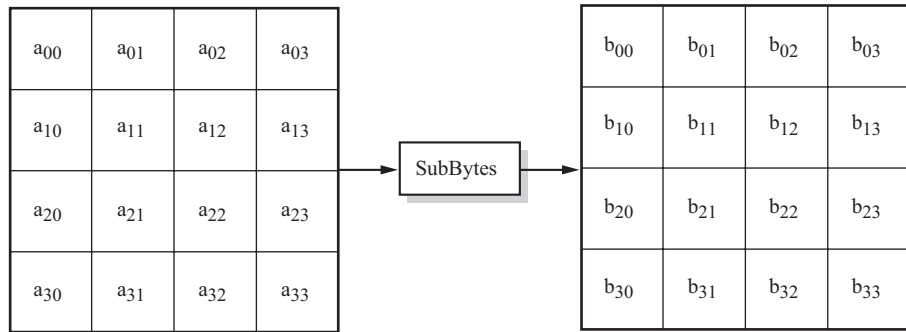 a00 a01 a02 a03 b00 b01 b02 b03
a10 a11 a12 a13 b10 b11 b12 b13
SubBytes
a20 a21 a22 a23 b20 b21 b22 b23
a30 a31 a32 a33 b30 b31 b32 b33